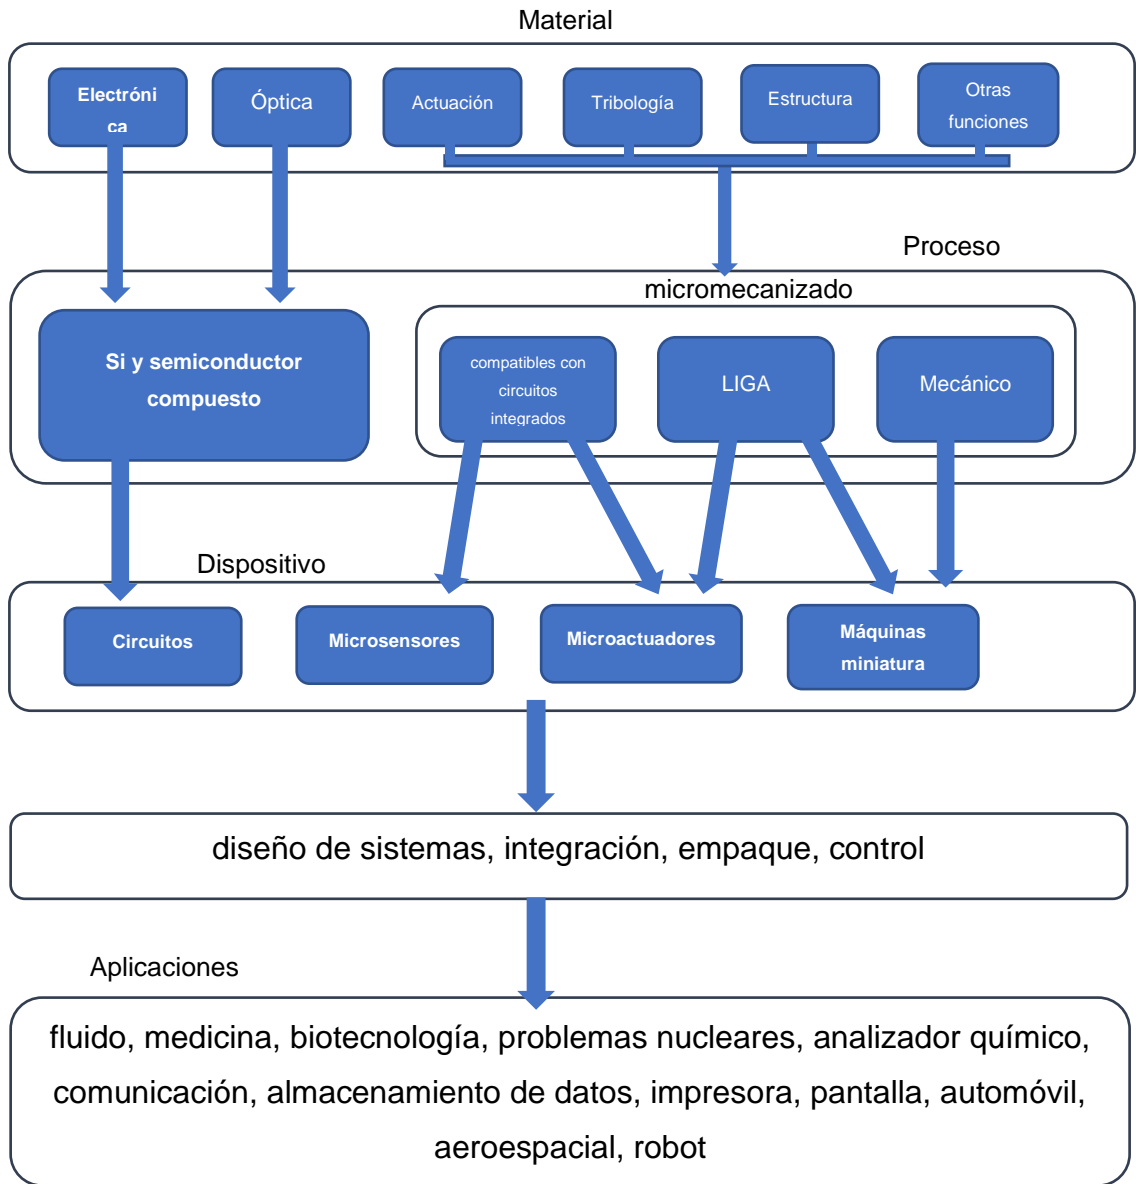 Material
Electróni
ca
Óptica
Actuación
Tribología
Estructura
Otras
funciones
Proceso
micromecanizado
Si y semiconductor
compuesto
compatibles con
circuitos
integrados
LIGA
Mecánico
Dispositivo
Circuitos
Microsensores
Microactuadores
Máquinas
miniatura
diseño de sistemas, integración, empaque, control
Aplicaciones
fluido, medicina, biotecnología, problemas nucleares, analizador químico,
comunicación, almacenamiento de datos, impresora, pantalla, automóvil,
aeroespacial, robot